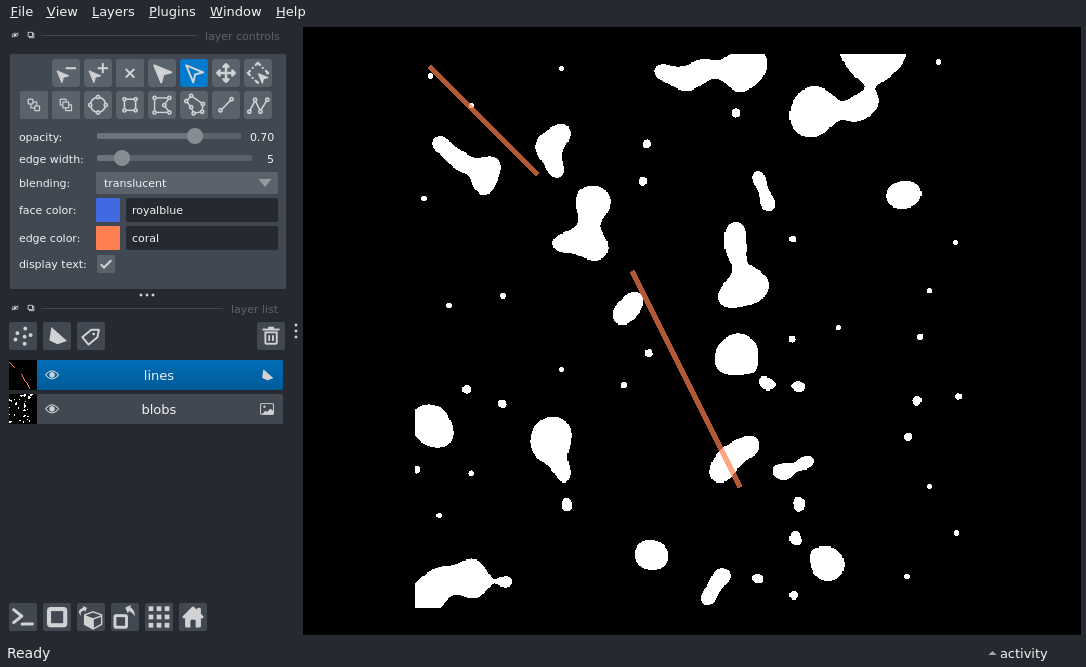 File View Layers Plugins Window Help
layer controls
opacity: 0.70
edge width: 5
blending: translucent
face color: royalblue
edge color: coral
display text:
layer list
lines
blobs
Ready
activity